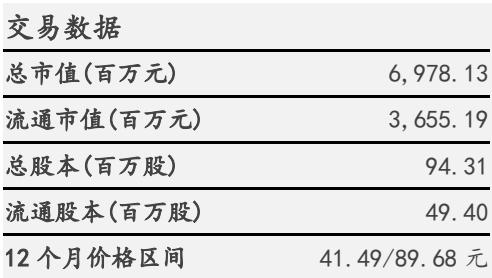 交易数据
总市值(百万元) 6,978.13
流通市值(百万元) 3,655.19
总股本(百万股) 94.31
流通股本(百万股) 49.40
12 个月价格区间 41.49/89.68 元